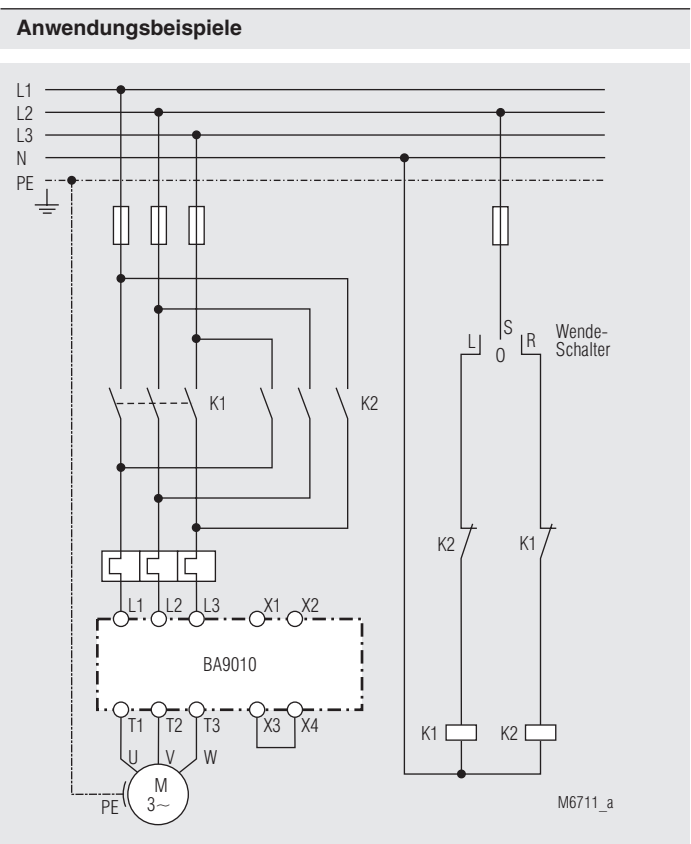 Anwendungsbeispiele
L1
L2
L3
N
PE
L
S
O
R
Wende-
Schalter
K1
K2
K2
K1
L1
L2
L3
X1
X2
BA9010
T1
T2
T3
X3
X4
U
V
W
K1
K2
M
3~
PE
M6711_a